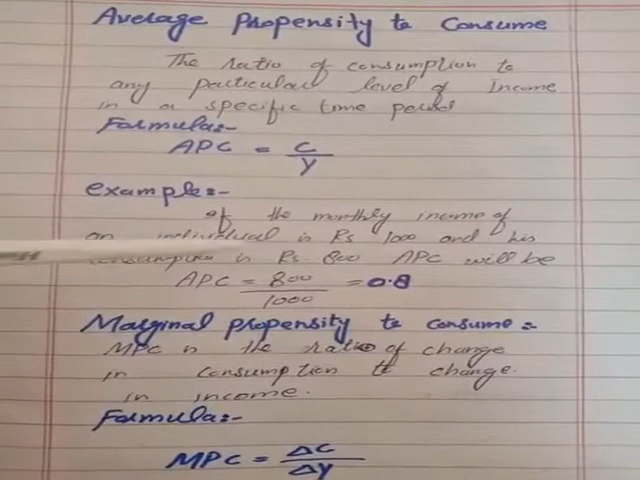 Average Propensity to Consume
The ratio of consumption to
any particular level of Income
in a specific time period
Formula:-
APC = C
Y
example:-
If the monthly income of
an individual is Rs 1000 and his
consumption is Rs 800 APC will be
APC = 800 = 0.8
1000
Marginal Propensity to Consume:-
MPC is the ratio of change
in consumption to change
in income.
Formula:-
MPC = ΔC
ΔY